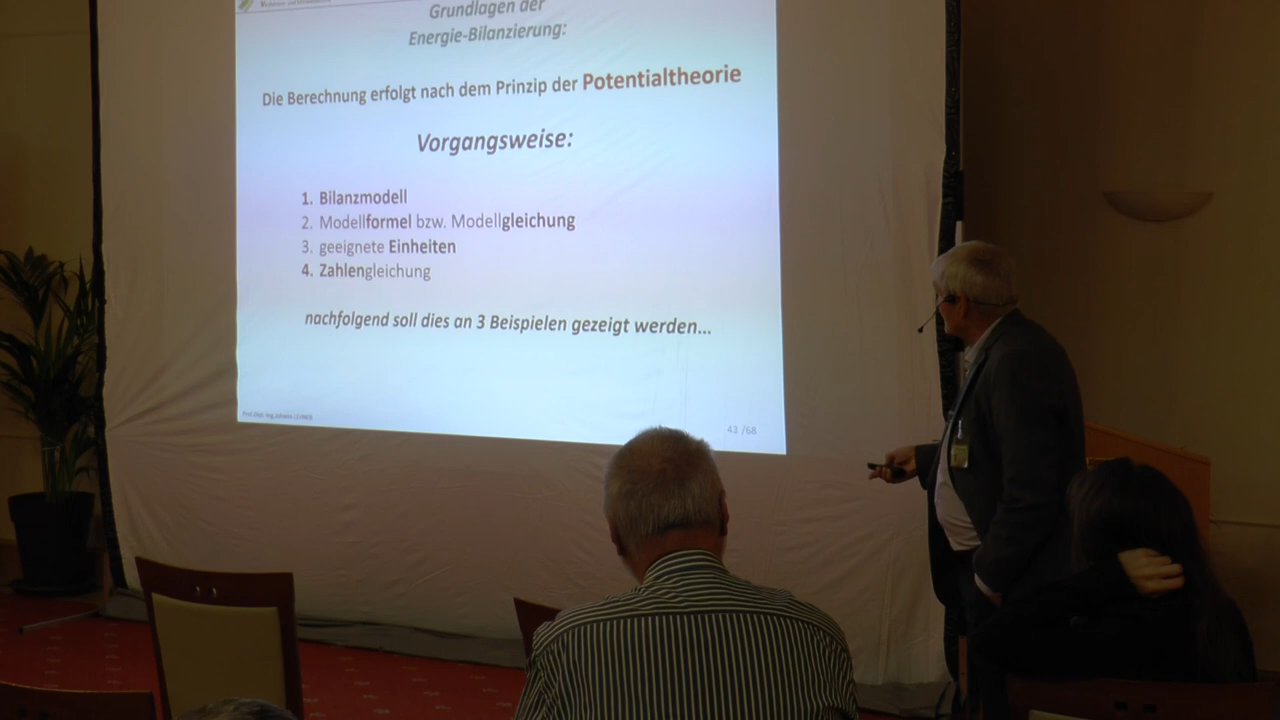 Grundlagen der
Energie-Bilanzierung:
Die Berechnung erfolgt nach dem Prinzip der Potentialtheorie
Vorgangsweise:
1. Bilanzmodell
2. Modellformel bzw. Modellgleichung
3. geeignete Einheiten
4. Zahlengleichung
nachfolgend soll dies an 3 Beispielen gezeigt werden...
43 /68